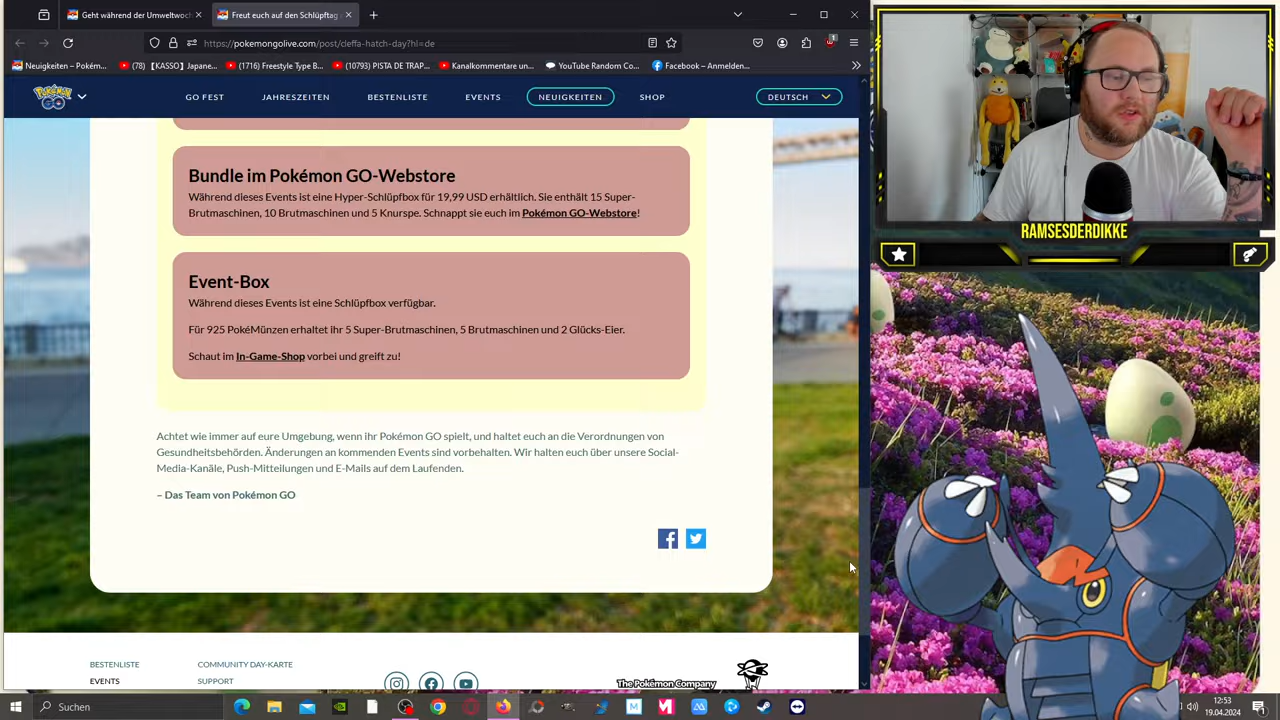 Geht während der Umweltwoch
Freut euch auf den Schlüpftag
https://pokemongolive.com/post/cleffa-hatch-day?hl=de
1
Neuigkeiten – Pokém...
(78) 【KASSO】Japane...
(1716) Freestyle Type B...
(10793) PISTA DE TRAP...
Kanalkommentare un...
YouTube Random Co...
Facebook – Anmelden...
GO FEST
JAHRESZEITEN
BESTENLISTE
EVENTS
NEUIGKEITEN
SHOP
DEUTSCH
Bundle im Pokémon GO-Webstore
Während dieses Events ist eine Hyper-Schlüpfbox für 19,99 USD erhältlich. Sie enthält 15 Super-
Brutmaschinen, 10 Brutmaschinen und 5 Knurspe. Schnappt sie euch im Pokémon GO-Webstore!
Event-Box
Während dieses Events ist eine Schlüpfbox verfügbar.
Für 925 PokéMünzen erhaltet ihr 5 Super-Brutmaschinen, 5 Brutmaschinen und 2 Glücks-Eier.
Schaut im In-Game-Shop vorbei und greift zu!
Achtet wie immer auf eure Umgebung, wenn ihr Pokémon GO spielt, und haltet euch an die Verordnungen von
Gesundheitsbehörden. Änderungen an kommenden Events sind vorbehalten. Wir halten euch über unsere Social-
Media-Kanäle, Push-Mitteilungen und E-Mails auf dem Laufenden.
– Das Team von Pokémon GO
BESTENLISTE
COMMUNITY DAY-KARTE
EVENTS
SUPPORT
The Pokémon Company
Suchen
12:53
19.04.2024
RAMSESDERDIKKE